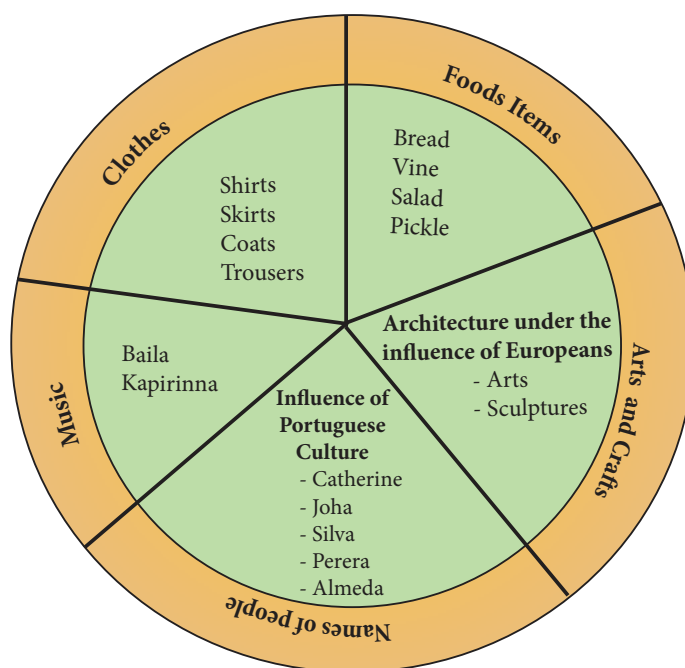 Clothes
Shirts
Skirts
Coats
Trousers
Foods Items
Bread
Vine
Salad
Pickle
Arts and Crafts
Architecture under the
influence of Europeans
- Arts
- Sculptures
Names of people
Influence of
Portuguese
Culture
- Catherine
- Joha
- Silva
- Perera
- Almeda
Music
Baila
Kapirinna